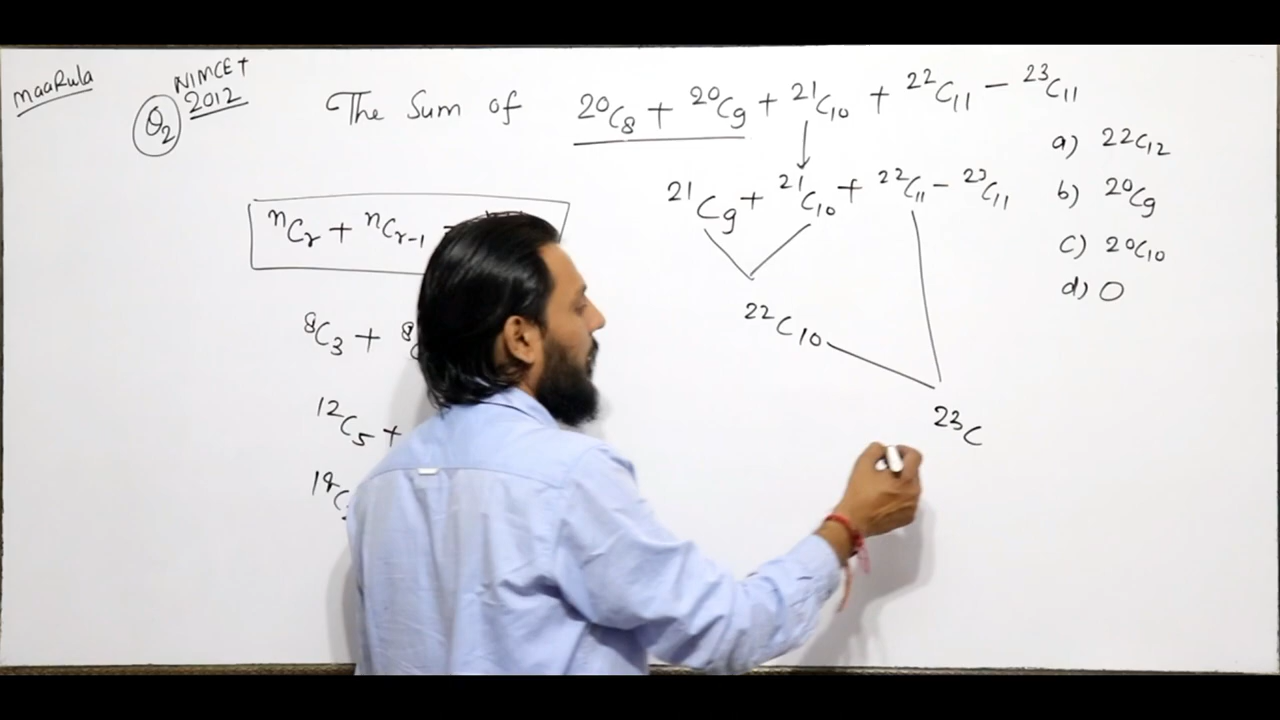 MaaRula
NIMCET
2012
Q2
The Sum of ²⁰C₈ + ²⁰C₉ + ²¹C₁₀ + ²²C₁₁ − ²³C₁₁
²¹C₉ + ²¹C₁₀ + ²²C₁₁ − ²³C₁₁
²²C₁₀
²³C
a) ²²C₁₂
b) ²⁰C₉
c) ²⁰C₁₀
d) 0
ⁿCᵣ + ⁿCᵣ₋₁
⁸C₃ + ⁸
¹²C₅ +